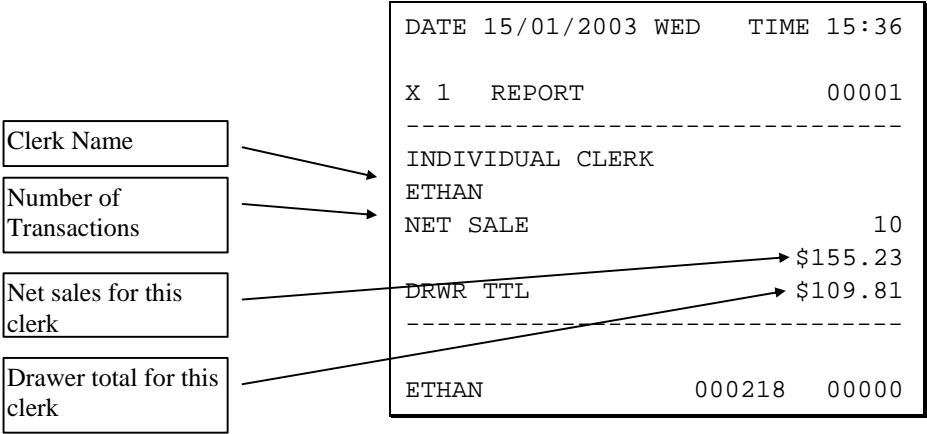 DATE 15/01/2003 WED TIME 15:36
X 1 REPORT 00001
--------------------------------
Clerk Name
INDIVIDUAL CLERK
ETHAN
Number of
Transactions
NET SALE 10
$155.23
Net sales for this
clerk
DRWR TTL $109.81
--------------------------------
Drawer total for this
clerk
ETHAN 000218 00000